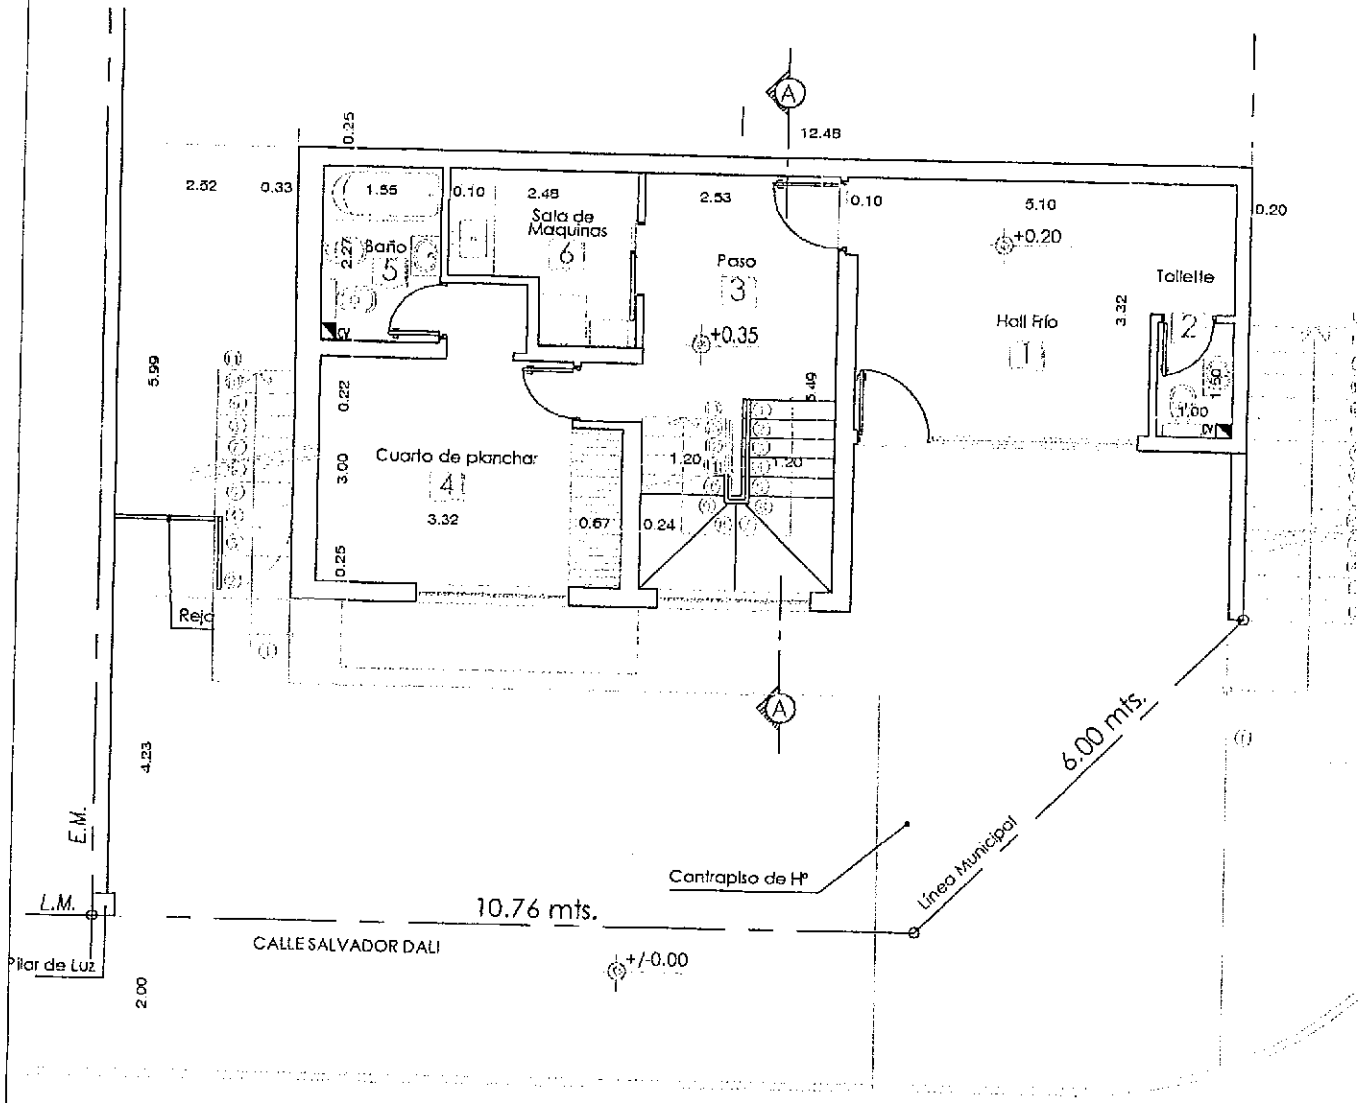 A
12.48
0.25
2.52
0.33
1.55
0.10
2.48
2.53
0.10
5.10
0.20
Sala de
Maquinas
6
+0.20
Baño
5
2.27
Paso
3
Toilette
2
3.32
Hall Frío
1
+0.35
CV
5.99
0.22
5.49
1.50
1.00
CV
Cuarto de planchar
4
3.00
3.32
1.20
1.20
0.67
0.24
0.25
Reja
A
6.00 mts.
4.23
E.M.
Línea Municipal
Contrapiso de Hº
L.M.
10.76 mts.
CALLE SALVADOR DALI
+/-0.00
Pilar de Luz
2.00